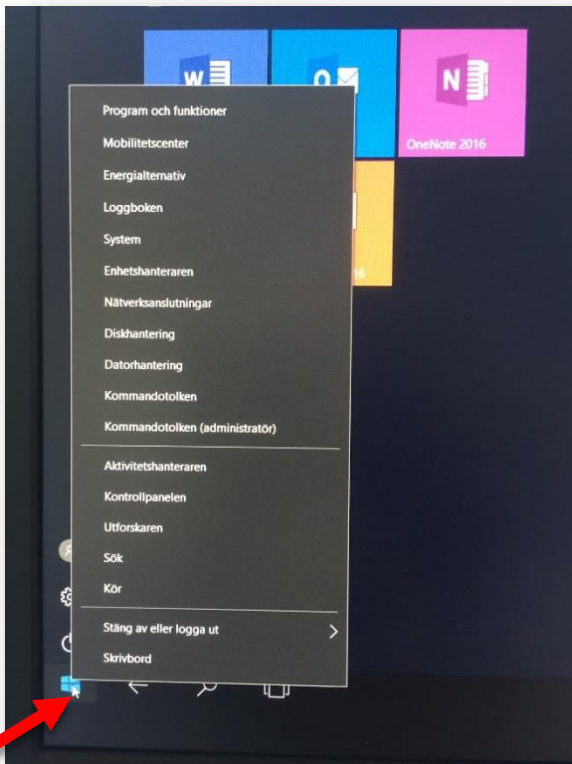 W
O
N
OneNote 2016
16
Program och funktioner
Mobilitetscenter
Energialternativ
Loggboken
System
Enhetshanteraren
Nätverksanslutningar
Diskhantering
Datorhantering
Kommandotolken
Kommandotolken (administratör)
Aktivitetshanteraren
Kontrollpanelen
Utforskaren
Sök
Kör
Stäng av eller logga ut
Skrivbord